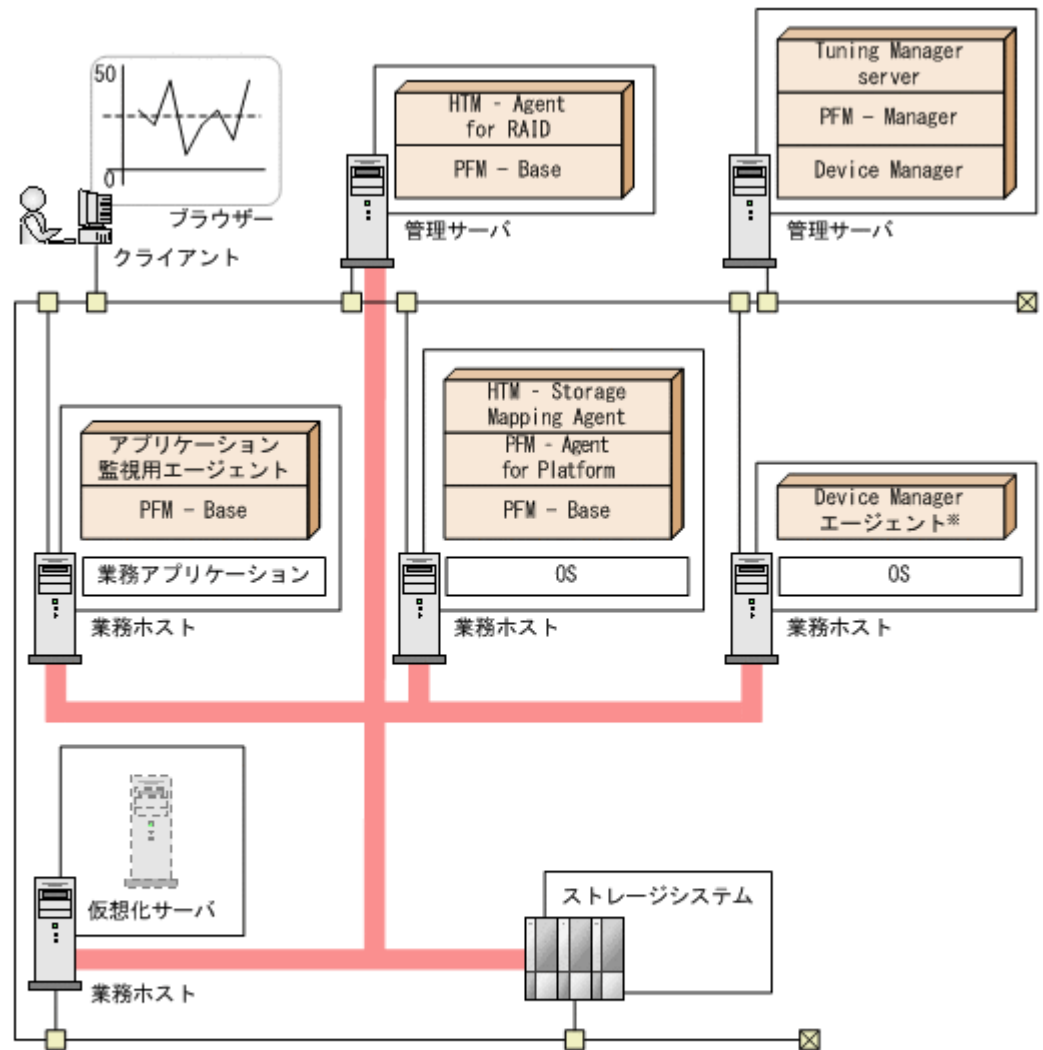 50
0
ブラウザー
クライアント
HTM - Agent
for RAID
PFM - Base
管理サーバ
Tuning Manager
server
PFM - Manager
Device Manager
管理サーバ
アプリケーション
監視用エージェント
PFM - Base
業務アプリケーション
業務ホスト
HTM - Storage
Mapping Agent
PFM - Agent
for Platform
PFM - Base
OS
業務ホスト
Device Manager
エージェント※
OS
業務ホスト
仮想化サーバ
業務ホスト
ストレージシステム